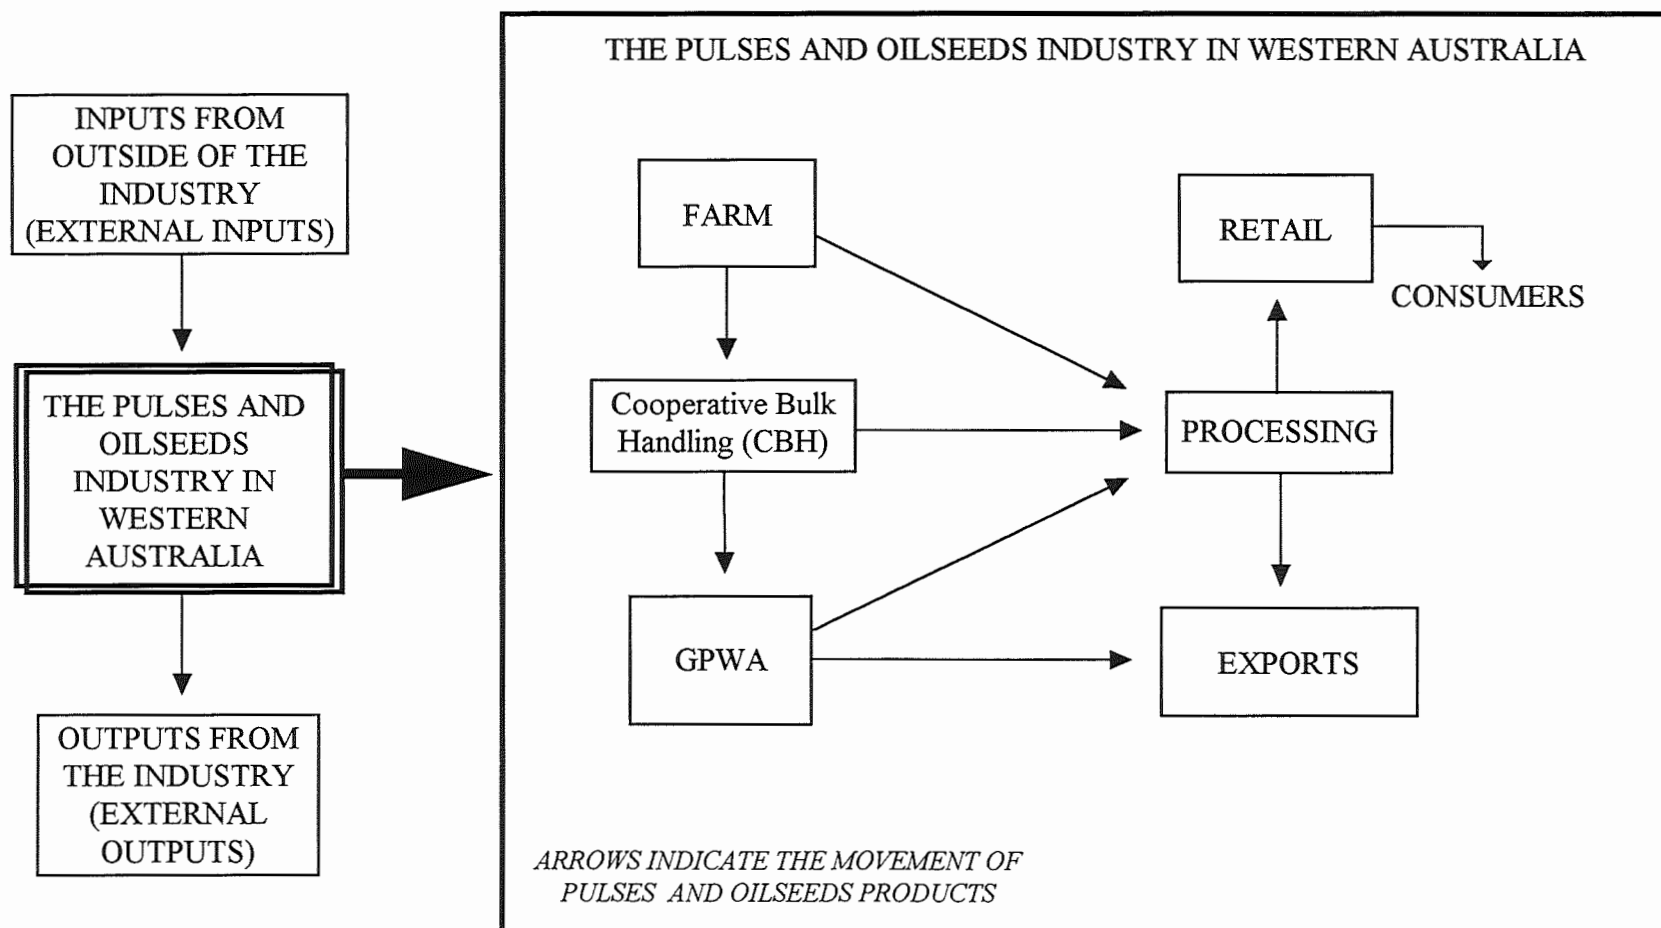 THE PULSES AND OILSEEDS INDUSTRY IN WESTERN AUSTRALIA
INPUTS FROM
OUTSIDE OF THE
INDUSTRY
(EXTERNAL INPUTS)
THE PULSES AND
OILSEEDS
INDUSTRY IN
WESTERN
AUSTRALIA
OUTPUTS FROM
THE INDUSTRY
(EXTERNAL
OUTPUTS)
FARM
RETAIL
CONSUMERS
Cooperative Bulk
Handling (CBH)
PROCESSING
GPWA
EXPORTS
ARROWS INDICATE THE MOVEMENT OF
PULSES AND OILSEEDS PRODUCTS